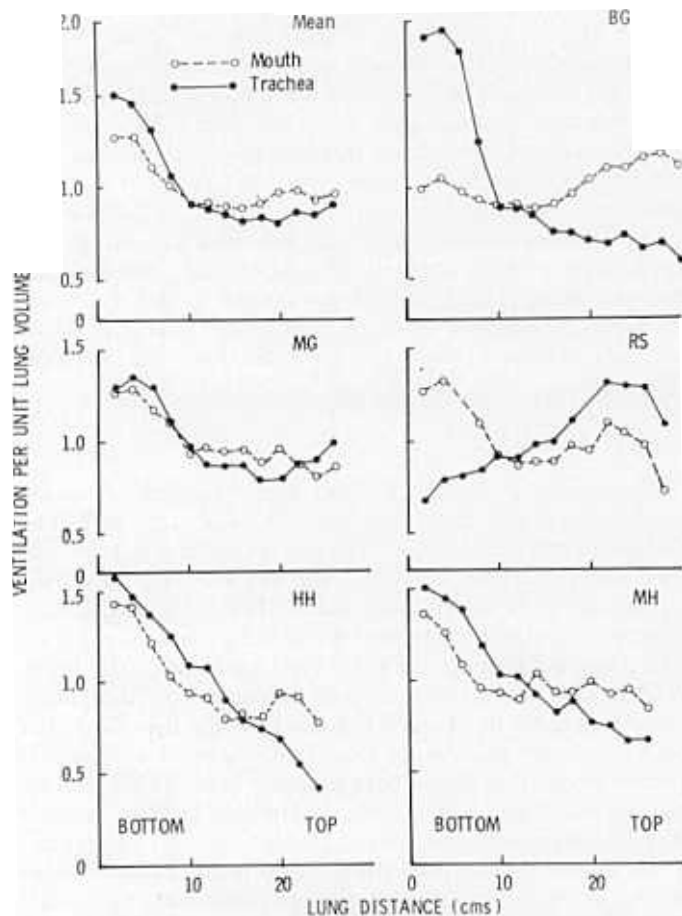 Mean
BG
2.0
Mouth
Trachea
1.5
1.0
0.5
0
VENTILATION PER UNIT LUNG VOLUME
MG
RS
1.5
1.0
0.5
0
HH
MH
1.5
1.0
0.5
BOTTOM TOP
BOTTOM TOP
0
10 20
10 20
LUNG DISTANCE (cms)